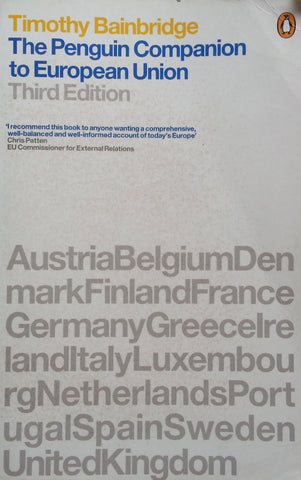 Timothy Bainbridge
The Penguin Companion
to European Union
Third Edition
'I recommend this book to anyone wanting a comprehensive,
well-balanced and well-informed account of today's Europe'
Chris Patten
EU Commissioner for External Relations
AustriaBelgiumDen
markFinlandFrance
GermanyGreeceIre
landItalyLuxembou
rgNetherlandsPort
ugalSpainSweden
UnitedKingdom